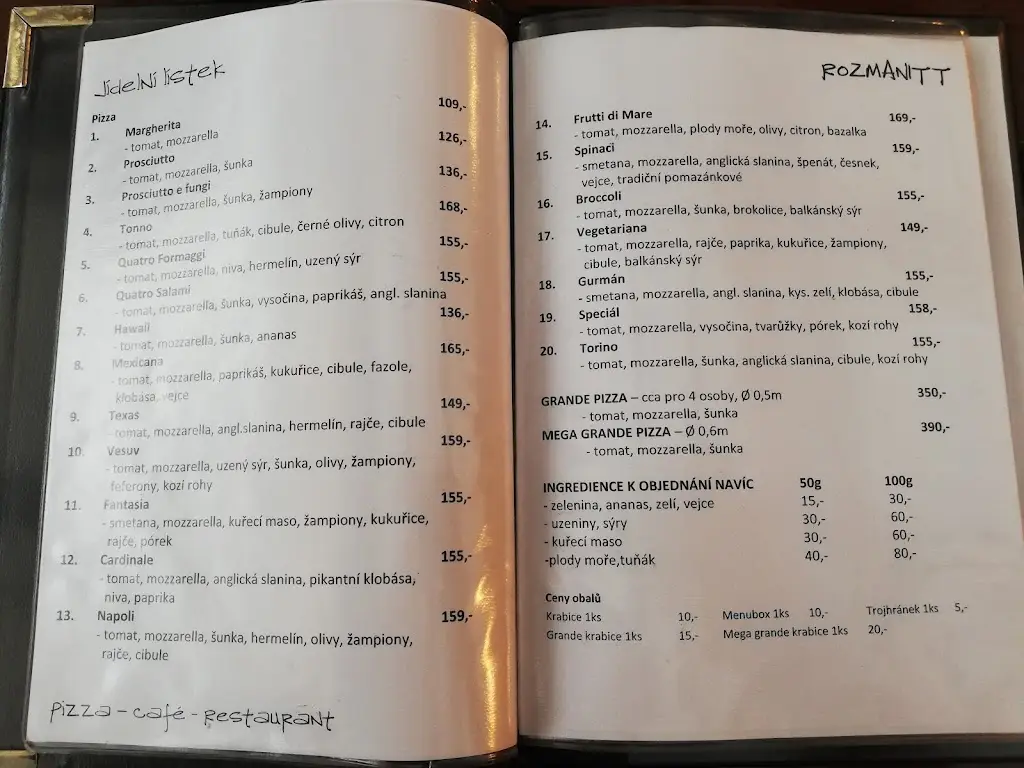 Jídelní lístek
Pizza
1. Margherita 109,-
- tomat, mozzarella
2. Prosciutto 126,-
- tomat, mozzarella, šunka
3. Prosciutto e fungi 136,-
- tomat, mozzarella, šunka, žampiony
4. Tonno 168,-
- tomat, mozzarella, tuňák, cibule, černé olivy, citron
5. Quatro Formaggi 155,-
- tomat, mozzarella, niva, hermelín, uzený sýr
6. Quatro Salami 155,-
- tomat, mozzarella, šunka, vysočina, paprikáš, angl. slanina
7. Hawaii 136,-
- tomat, mozzarella, šunka, ananas
8. Mexicana 165,-
- tomat, mozzarella, paprikáš, kukuřice, cibule, fazole,
klobása, vejce
9. Texas 149,-
- tomat, mozzarella, angl.slanina, hermelín, rajče, cibule
10. Vesuv 159,-
- tomat, mozzarella, uzený sýr, šunka, olivy, žampiony,
feferony, kozí rohy
11. Fantasia 155,-
- smetana, mozzarella, kuřecí maso, žampiony, kukuřice,
rajče, pórek
12. Cardinale 155,-
- tomat, mozzarella, anglická slanina, pikantní klobása,
niva, paprika
13. Napoli 159,-
- tomat, mozzarella, šunka, hermelín, olivy, žampiony,
rajče, cibule
Pizza - café - Restaurant
ROZMANITT
14. Frutti di Mare 169,-
- tomat, mozzarella, plody moře, olivy, citron, bazalka
15. Spinaci 159,-
- smetana, mozzarella, anglická slanina, špenát, česnek,
vejce, tradiční pomazánkové
16. Broccoli 155,-
- tomat, mozzarella, šunka, brokolice, balkánský sýr
17. Vegetariana 149,-
- tomat, mozzarella, rajče, paprika, kukuřice, žampiony,
cibule, balkánský sýr
18. Gurmán 155,-
- smetana, mozzarella, angl. slanina, kys. zelí, klobása, cibule
19. Speciál 158,-
- tomat, mozzarella, vysočina, tvarůžky, pórek, kozí rohy
20. Torino 155,-
- tomat, mozzarella, šunka, anglická slanina, cibule, kozí rohy
GRANDE PIZZA – cca pro 4 osoby, Ø 0,5m 350,-
- tomat, mozzarella, šunka
MEGA GRANDE PIZZA – Ø 0,6m 390,-
- tomat, mozzarella, šunka
INGREDIENCE K OBJEDNÁNÍ NAVÍC 50g 100g
- zelenina, ananas, zelí, vejce 15,- 30,-
- uzeniny, sýry 30,- 60,-
- kuřecí maso 30,- 60,-
-plody moře,tuňák 40,- 80,-
Ceny obalů
Krabice 1ks 10,- Menubox 1ks 10,- Trojhránek 1ks 5,-
Grande krabice 1ks 15,- Mega grande krabice 1ks 20,-